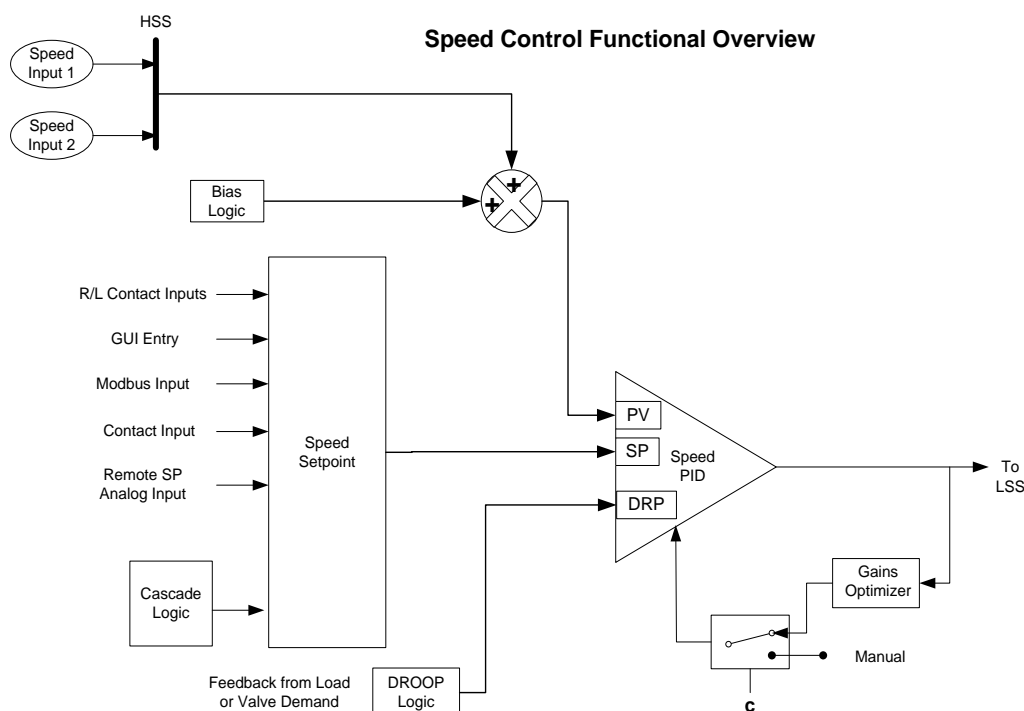 HSS
Speed Control Functional Overview
Speed
Input 1
Speed
Input 2
+
+
Bias
Logic
R/L Contact Inputs
GUI Entry
Modbus Input
Contact Input
Remote SP
Analog Input
Speed
Setpoint
PV
SP
Speed
PID
DRP
To
LSS
Cascade
Logic
Gains
Optimizer
Manual
Feedback from Load
or Valve Demand
DROOP
Logic
c